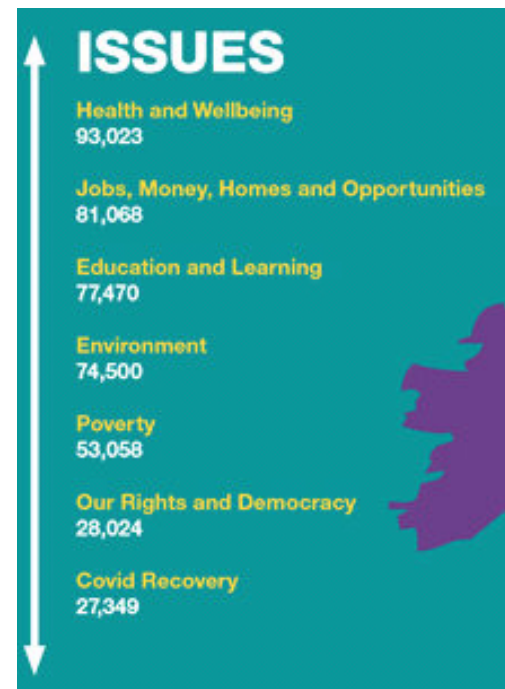 ISSUES
Health and Wellbeing
93,023
Jobs, Money, Homes and Opportunities
81,068
Education and Learning
77,470
Environment
74,500
Poverty
53,058
Our Rights and Democracy
28,024
Covid Recovery
27,349